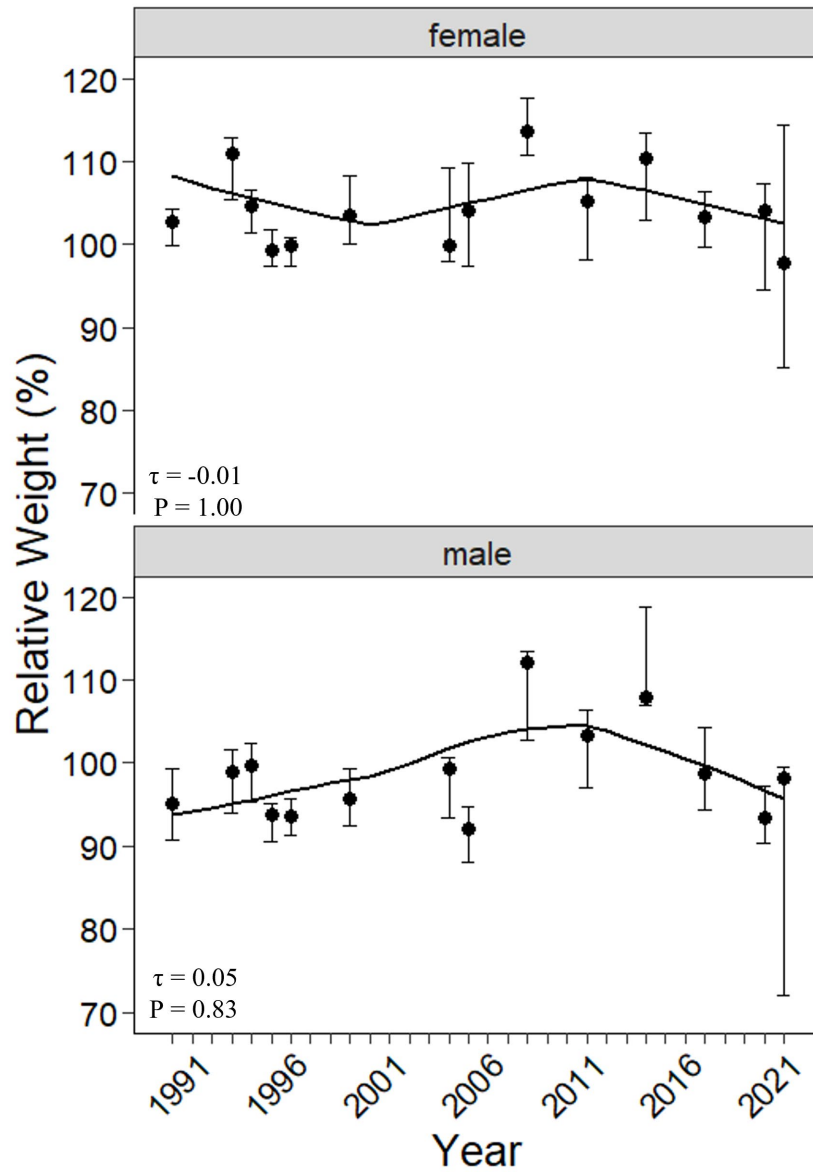 female
120
110
100
90
80
70
τ = -0.01
P = 1.00
male
120
110
100
90
80
70
τ = 0.05
P = 0.83
1991 1996 2001 2006 2011 2016 2021
Year
Relative Weight (%)